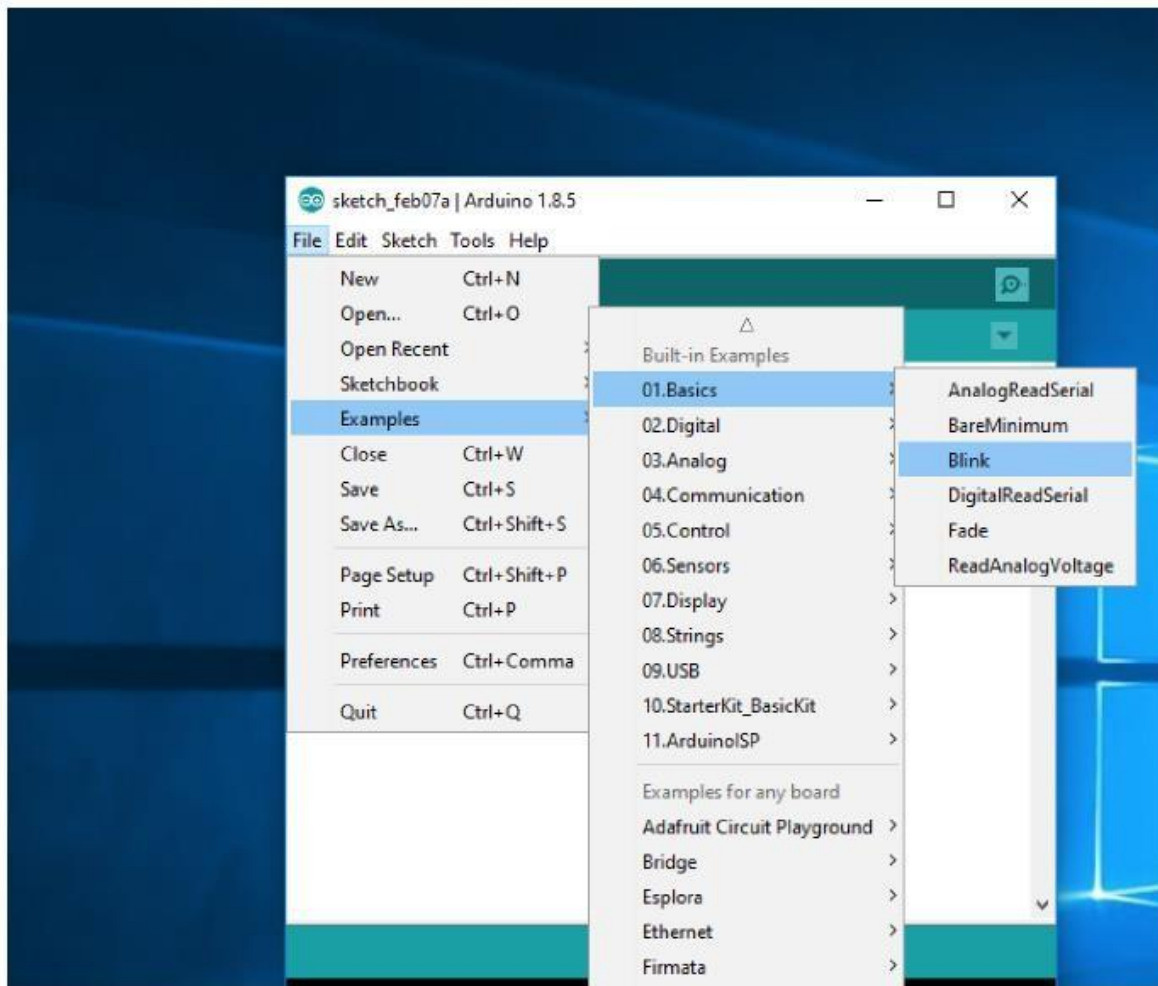 sketch_feb07a | Arduino 1.8.5
File Edit Sketch Tools Help
New Ctrl+N
Open... Ctrl+O
Open Recent
Sketchbook
Examples
Close Ctrl+W
Save Ctrl+S
Save As... Ctrl+Shift+S
Page Setup Ctrl+Shift+P
Print Ctrl+P
Preferences Ctrl+Comma
Quit Ctrl+Q
Built-in Examples
01.Basics
02.Digital
03.Analog
04.Communication
05.Control
06.Sensors
07.Display
08.Strings
09.USB
10.StarterKit_BasicKit
11.ArduinoISP
Examples for any board
Adafruit Circuit Playground
Bridge
Esplora
Ethernet
Firmata
AnalogReadSerial
BareMinimum
Blink
DigitalReadSerial
Fade
ReadAnalogVoltage